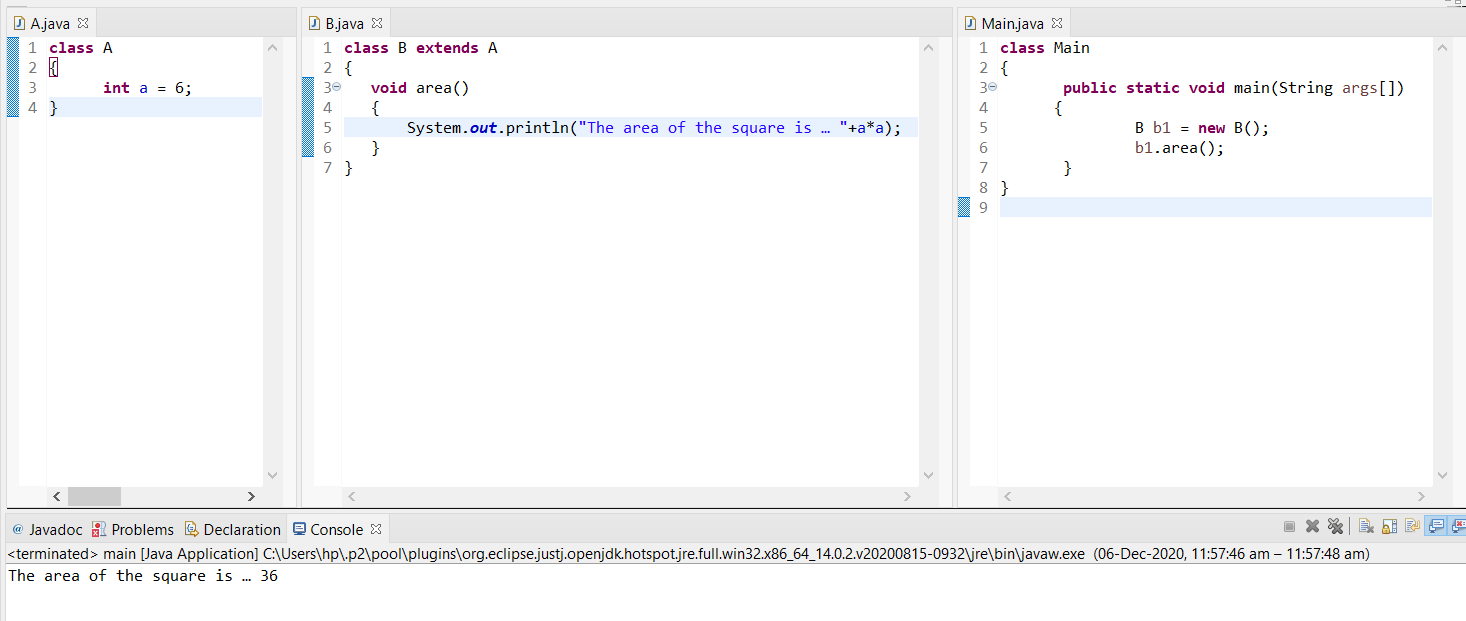 A.java
1 class A
2 {
3 int a = 6;
4 }
B.java
1 class B extends A
2 {
3 void area()
4 {
5 System.out.println("The area of the square is … "+a*a);
6 }
7 }
Main.java
1 class Main
2 {
3 public static void main(String args[])
4 {
5 B b1 = new B();
6 b1.area();
7 }
8 }
9
@ Javadoc Problems Declaration Console
<terminated> main [Java Application] C:\Users\hp\.p2\pool\plugins\org.eclipse.justj.openjdk.hotspot.jre.full.win32.x86_64_14.0.2.v20200815-0932\jre\bin\javaw.exe (06-Dec-2020, 11:57:46 am – 11:57:48 am)
The area of the square is … 36